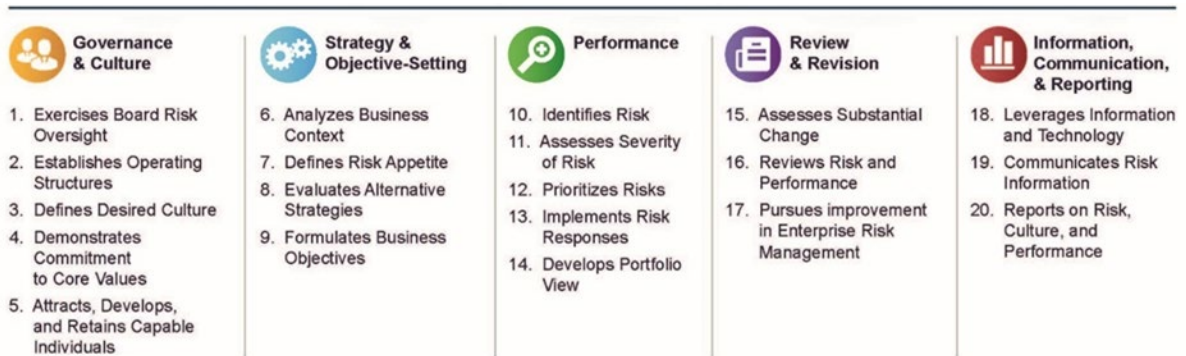 Governance
& Culture
1. Exercises Board Risk
Oversight
2. Establishes Operating
Structures
3. Defines Desired Culture
4. Demonstrates
Commitment
to Core Values
5. Attracts, Develops,
and Retains Capable
Individuals
Strategy &
Objective-Setting
6. Analyzes Business
Context
7. Defines Risk Appetite
8. Evaluates Alternative
Strategies
9. Formulates Business
Objectives
Performance
10. Identifies Risk
11. Assesses Severity
of Risk
12. Prioritizes Risks
13. Implements Risk
Responses
14. Develops Portfolio
View
Review
& Revision
15. Assesses Substantial
Change
16. Reviews Risk and
Performance
17. Pursues improvement
in Enterprise Risk
Management
Information,
Communication,
& Reporting
18. Leverages Information
and Technology
19. Communicates Risk
Information
20. Reports on Risk,
Culture, and
Performance